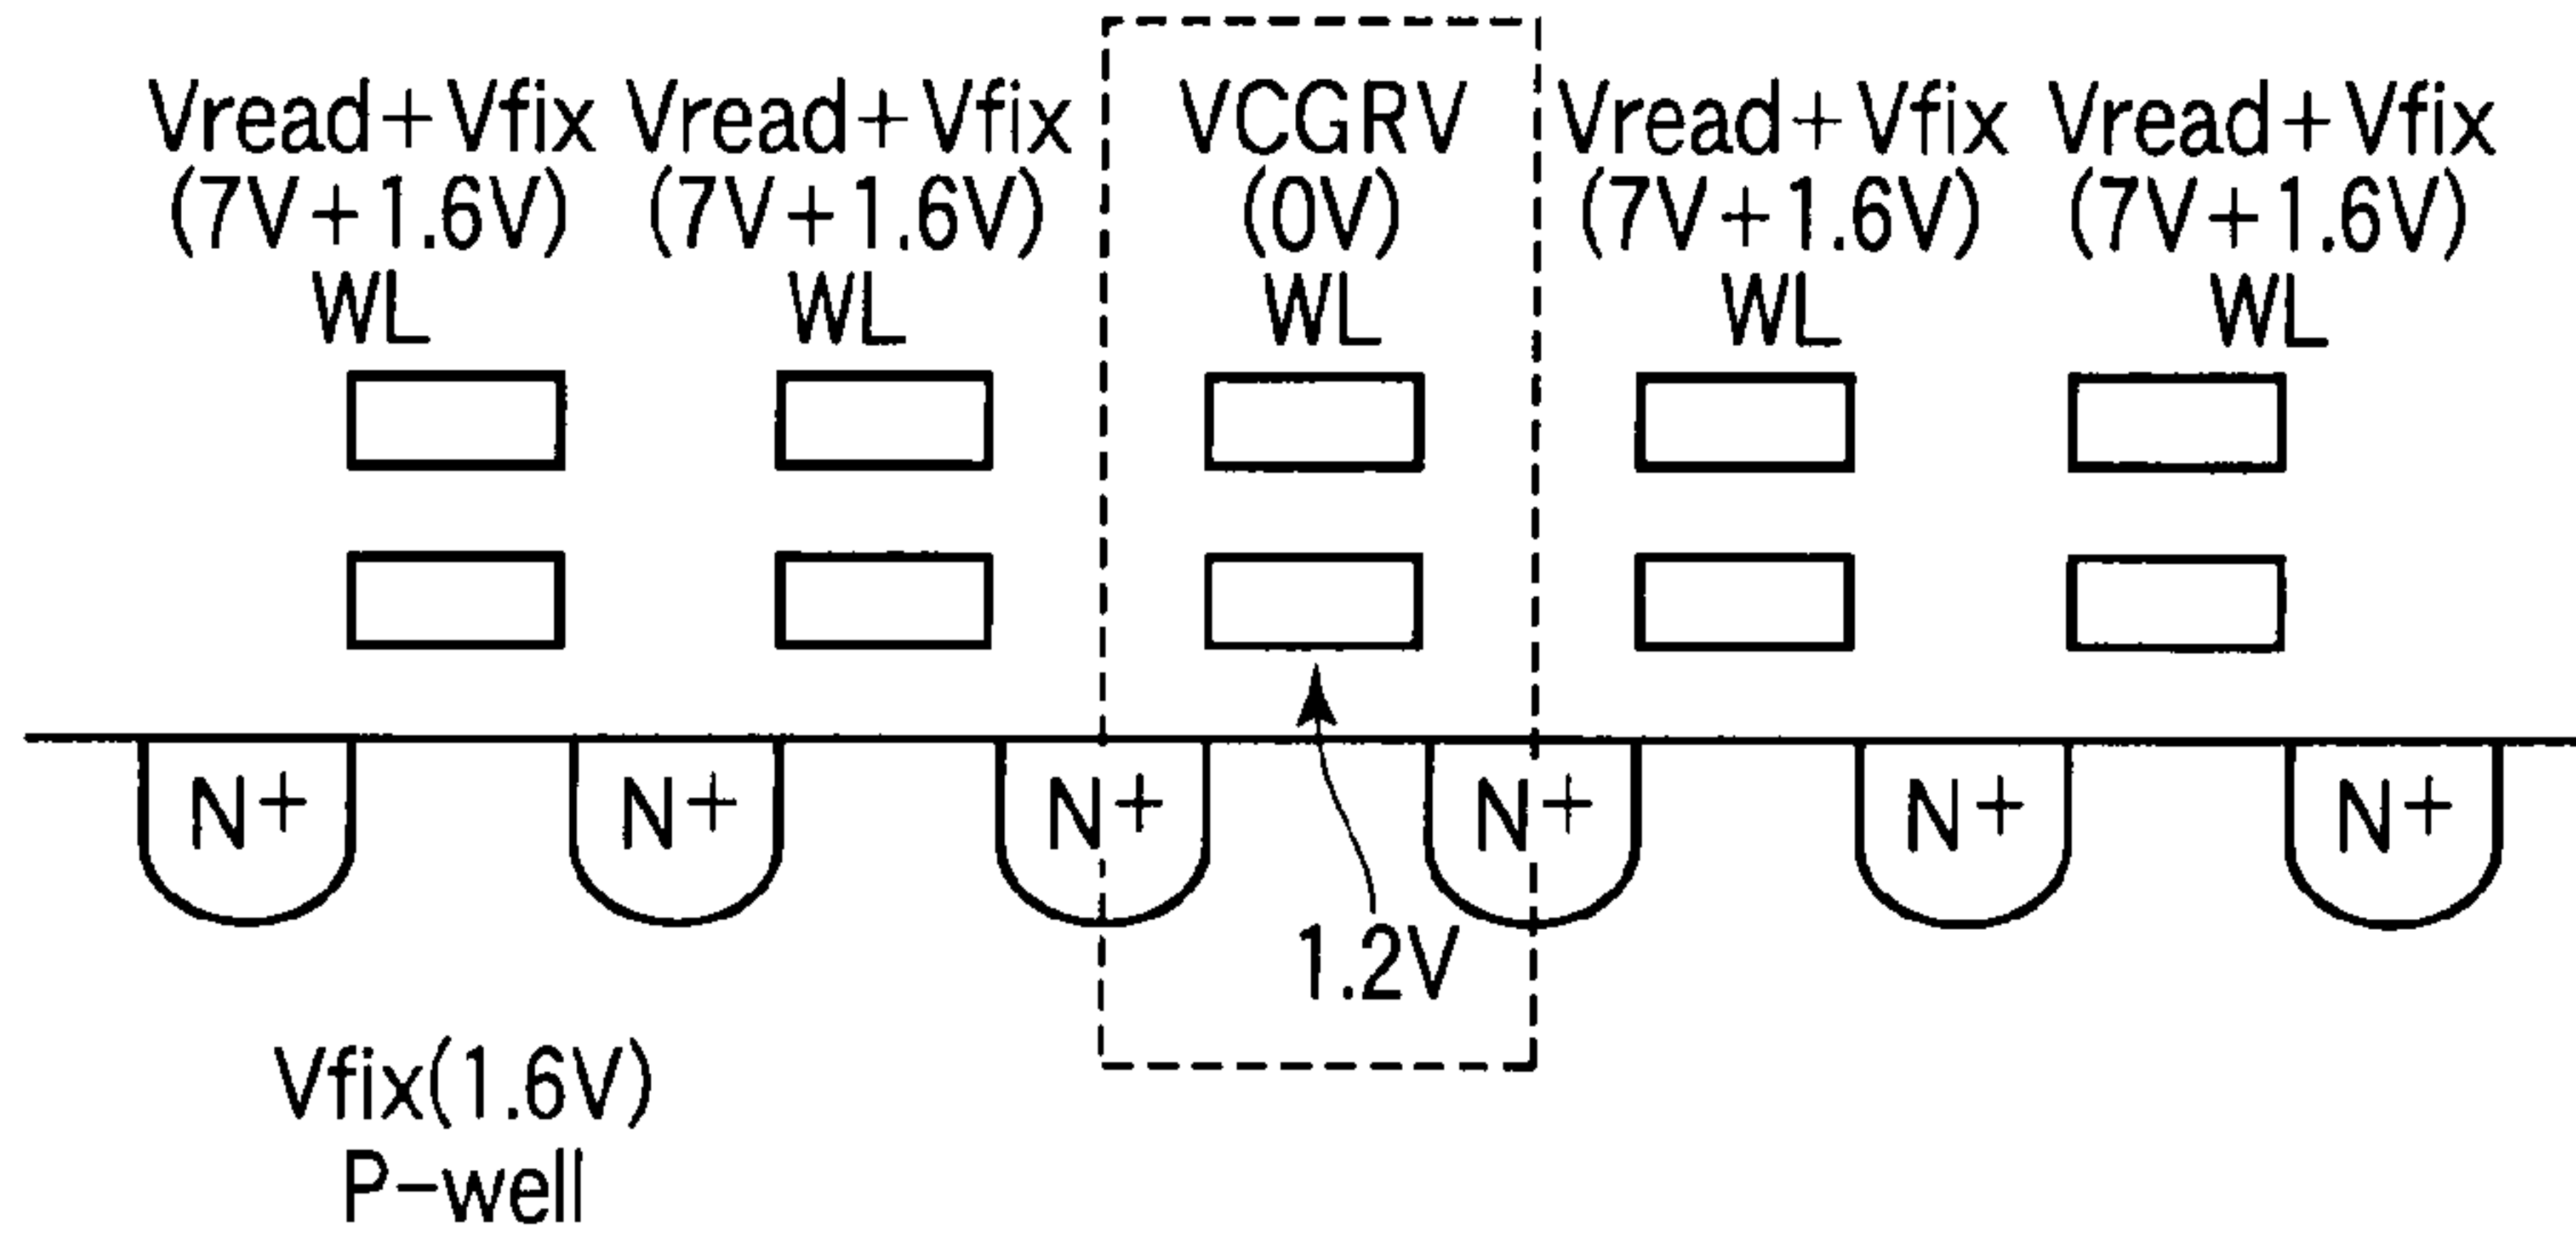 Vread+Vfix Vread+Vfix VCGRV Vread+Vfix Vread+Vfix
(7V+1.6V) (7V+1.6V) (0V) (7V+1.6V) (7V+1.6V)
WL WL WL WL WL
N+ N+ N+ N+ N+ N+
1.2V
Vfix(1.6V)
P-well